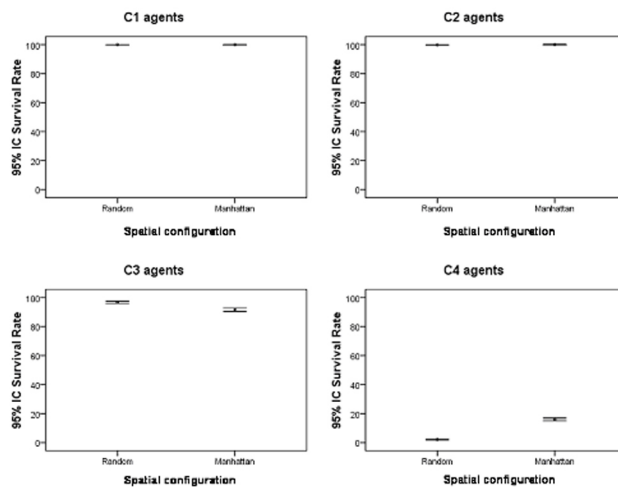 C1 agents
95% IC Survival Rate
100
80
60
40
20
0
Random
Manhattan
Spatial configuration
C2 agents
95% IC Survival Rate
100
80
60
40
20
0
Random
Manhattan
Spatial configuration
C3 agents
95% IC Survival Rate
100
80
60
40
20
0
Random
Manhattan
Spatial configuration
C4 agents
95% IC Survival Rate
100
80
60
40
20
0
Random
Manhattan
Spatial configuration